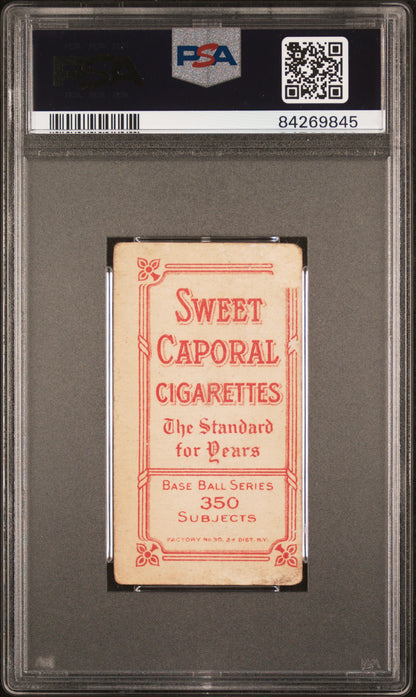 PSA
84269845
SWEET
CAPORAL
CIGARETTES
The Standard
for Years
BASE BALL SERIES
350
SUBJECTS
FACTORY NO 30, 2d DIST. N.Y.